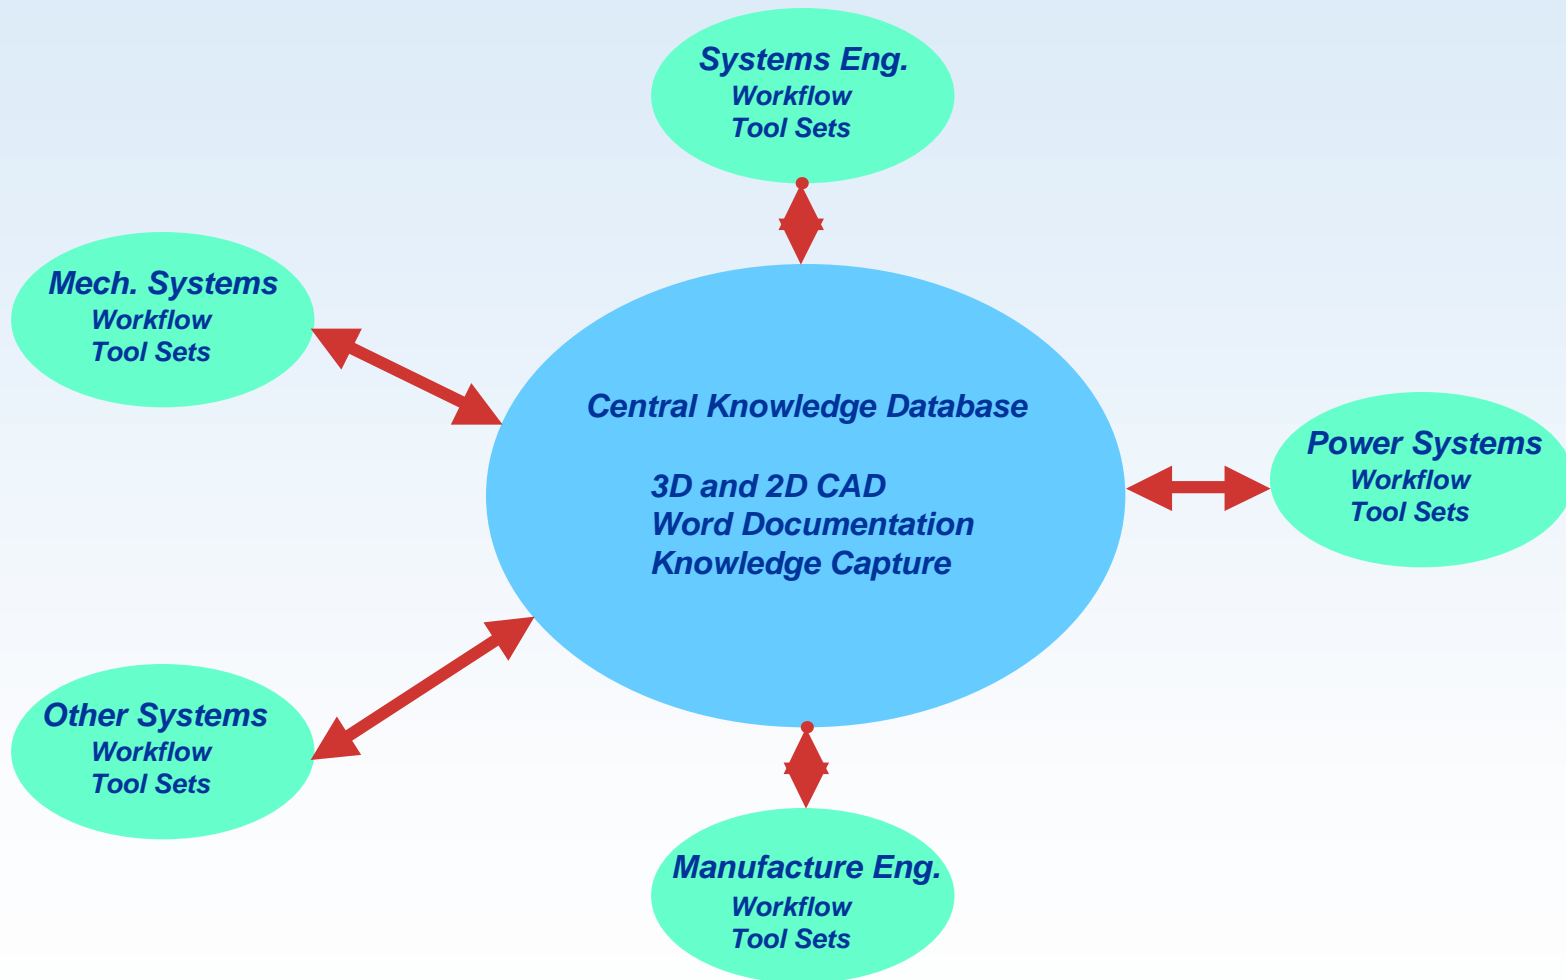 Systems Eng.
Workflow
Tool Sets
Mech. Systems
Workflow
Tool Sets
Central Knowledge Database
3D and 2D CAD
Word Documentation
Knowledge Capture
Power Systems
Workflow
Tool Sets
Other Systems
Workflow
Tool Sets
Manufacture Eng.
Workflow
Tool Sets